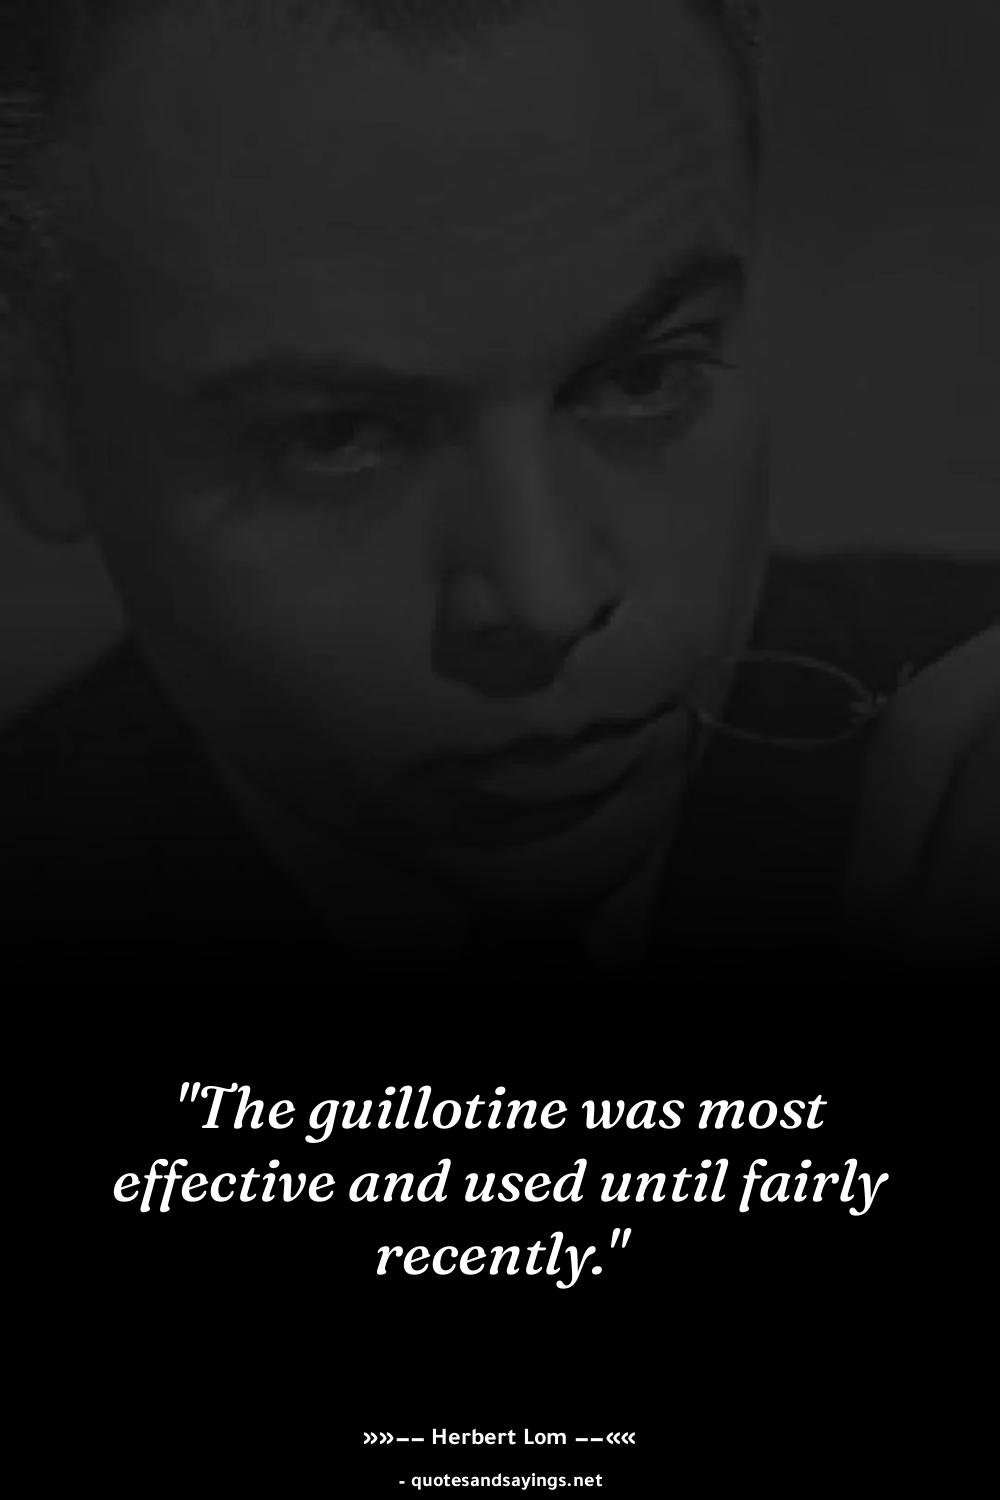 "The guillotine was most
effective and used until fairly
recently."
»»–– Herbert Lom ––««
- quotesandsayings.net